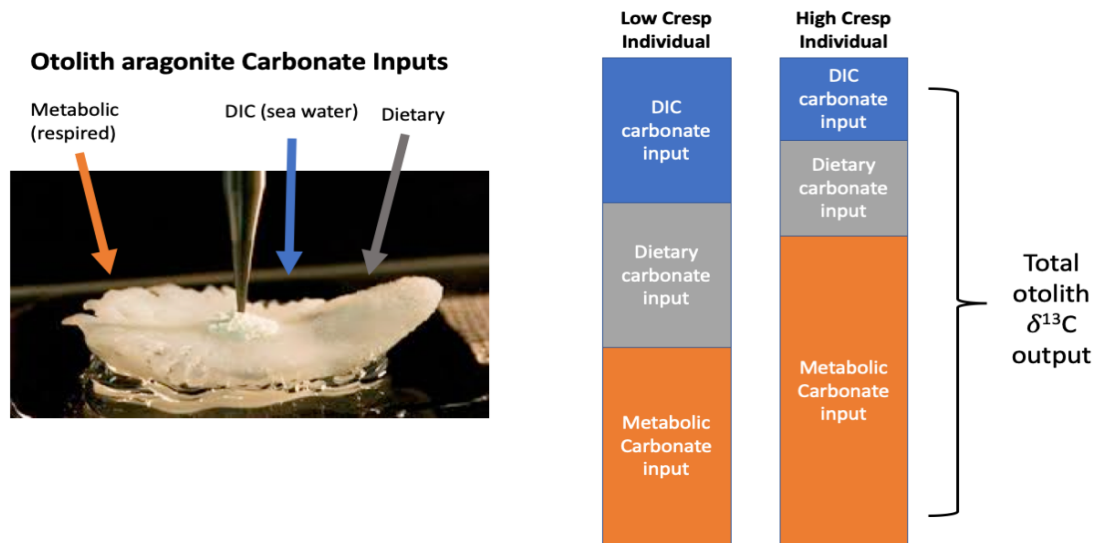 Otolith aragonite Carbonate Inputs
Metabolic
(respired)
DIC (sea water)
Dietary
Low Cresp
Individual
High Cresp
Individual
DIC
carbonate
input
Dietary
carbonate
input
Metabolic
Carbonate
input
DIC
carbonate
input
Dietary
carbonate
input
Metabolic
Carbonate
input
Total
otolith
δ¹³C
output